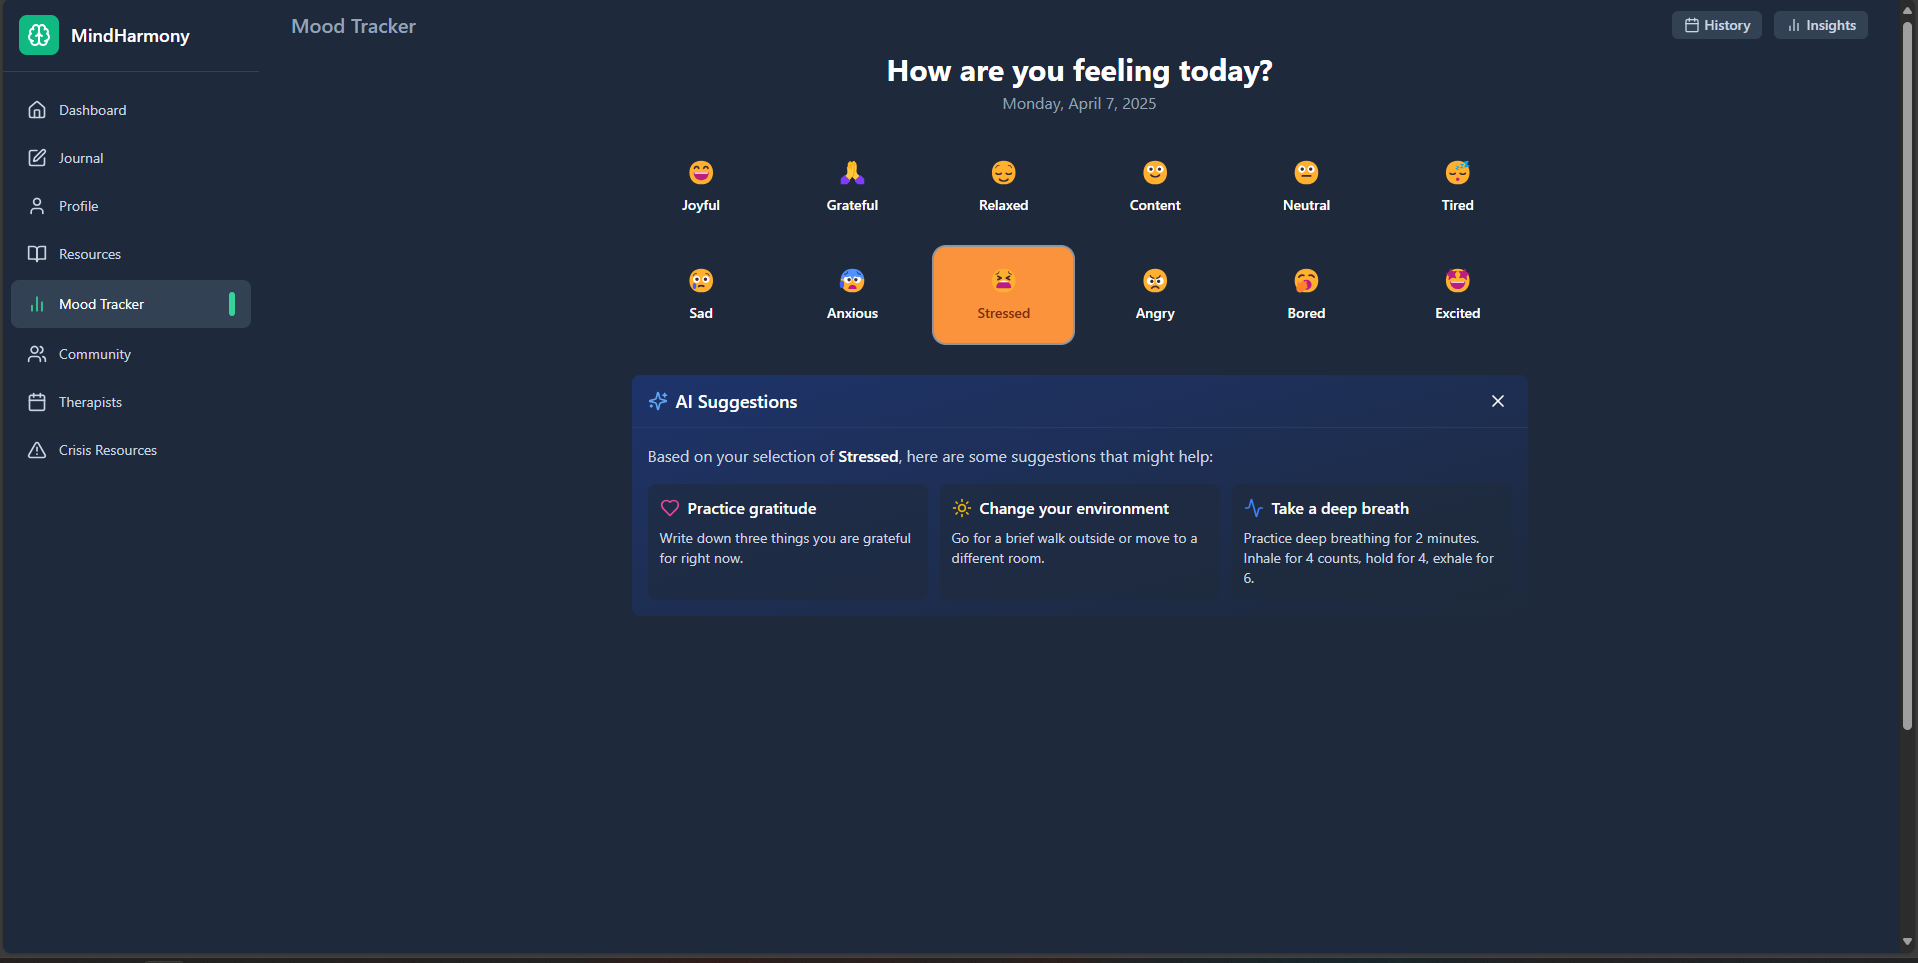 MindHarmony
Dashboard
Journal
Profile
Resources
Mood Tracker
Community
Therapists
Crisis Resources
Mood Tracker
History
Insights
How are you feeling today?
Monday, April 7, 2025
Joyful
Grateful
Relaxed
Content
Neutral
Tired
Sad
Anxious
Stressed
Angry
Bored
Excited
AI Suggestions
Based on your selection of Stressed, here are some suggestions that might help:
Practice gratitude
Write down three things you are grateful
for right now.
Change your environment
Go for a brief walk outside or move to a
different room.
Take a deep breath
Practice deep breathing for 2 minutes.
Inhale for 4 counts, hold for 4, exhale for
6.